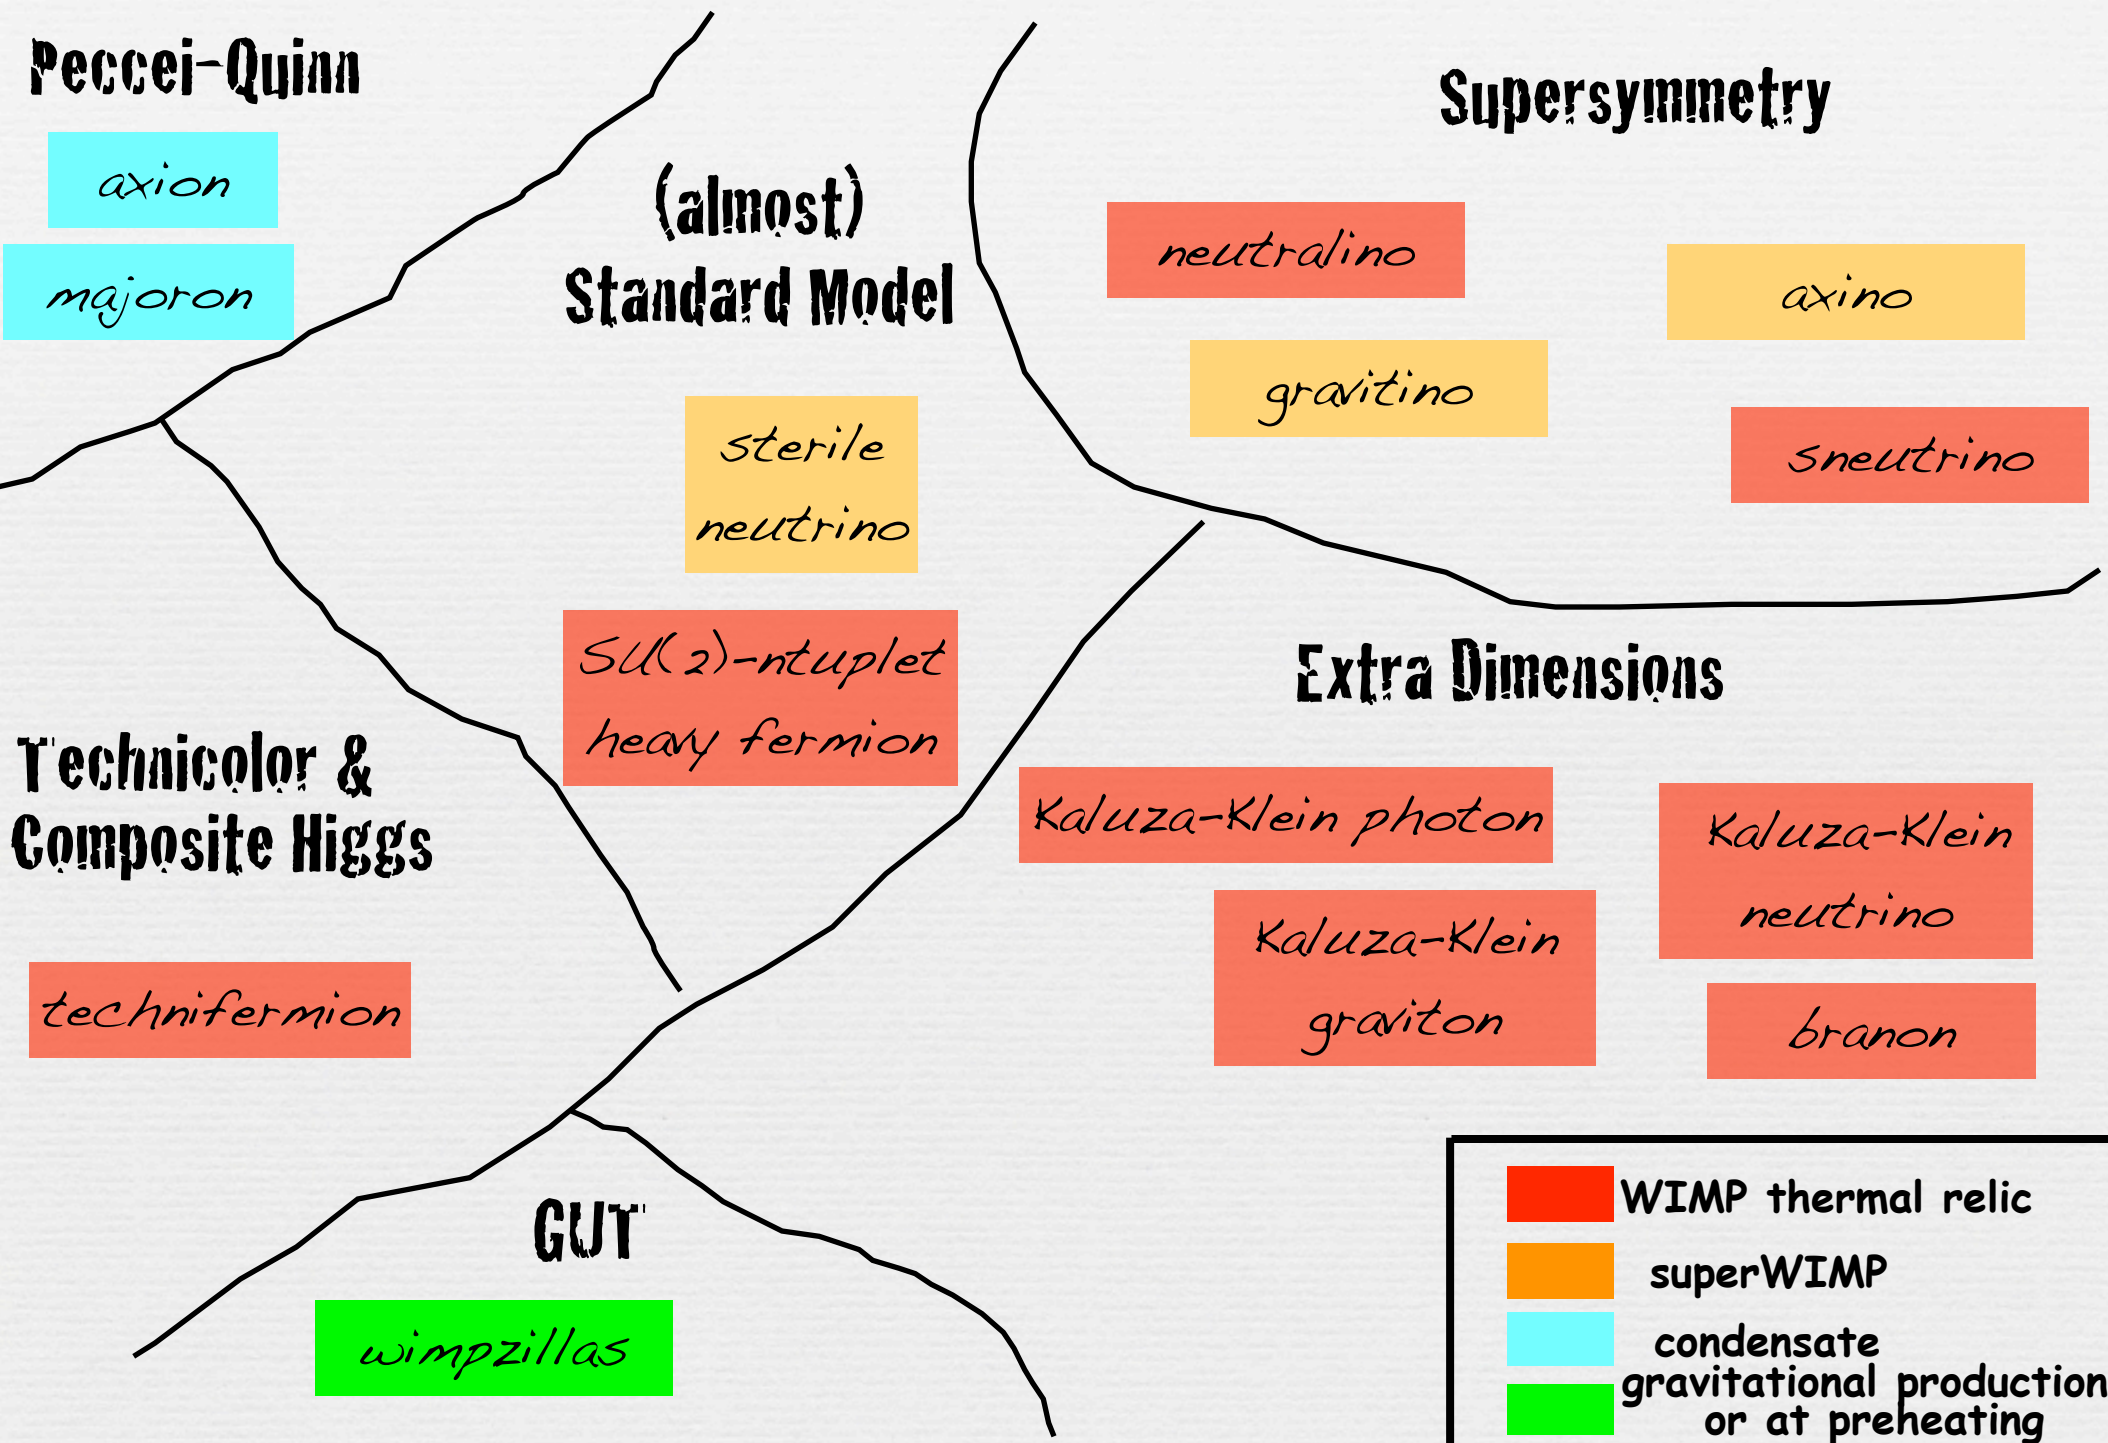 Peccei-Quinn
axion
majoron
(almost)
Standard Model
sterile
neutrino
SU(2)-ntuplet
heavy fermion
Supersymmetry
neutralino
axino
gravitino
sneutrino
Technicolor &
Composite Higgs
technifermion
Extra Dimensions
Kaluza-Klein photon
Kaluza-Klein
neutrino
Kaluza-Klein
graviton
branon
GUT
wimpzillas
WIMP thermal relic
superWIMP
condensate
gravitational production
or at preheating